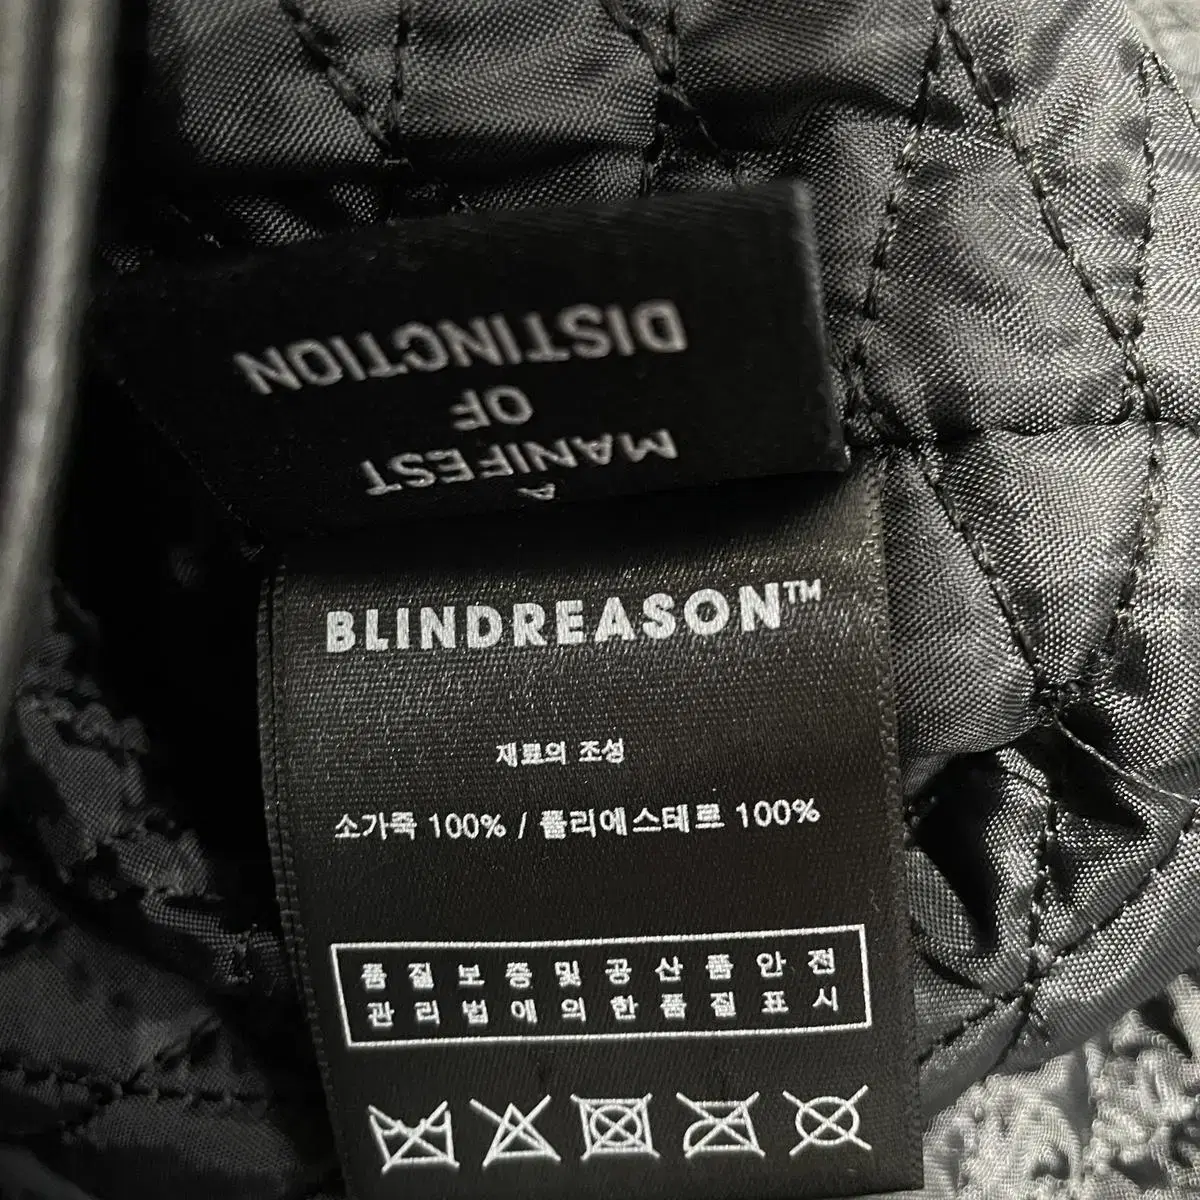 A
MANIFEST
OF
DISTINCTION
BLINDREASON™
재료의 조성
소가죽 100% / 폴리에스테르 100%
품질보증및공산품안전
관리법에의한품질표시